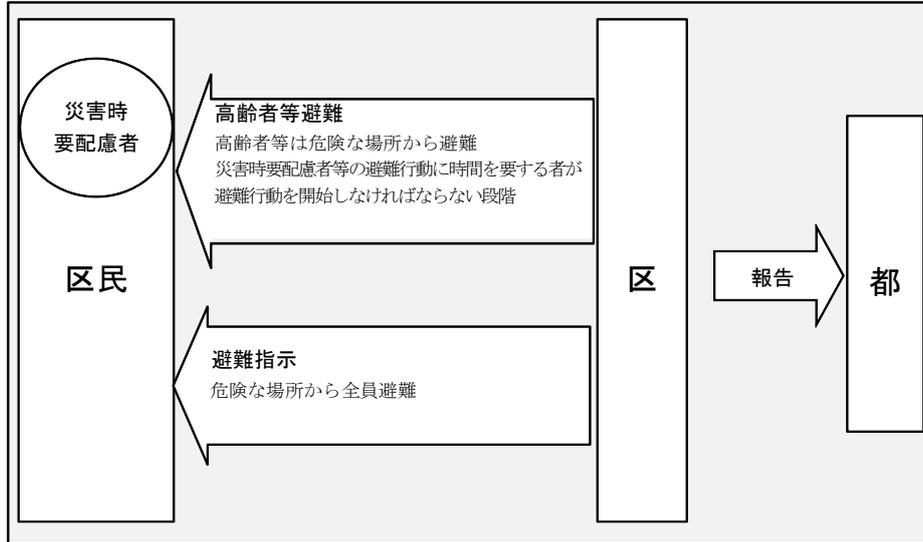 災害時
要配慮者
区民
高齢者等避難
高齢者等は危険な場所から避難
災害時要配慮者等の避難行動に時間を要する者が
避難行動を開始しなければならない段階
避難指示
危険な場所から全員避難
区
報告
都